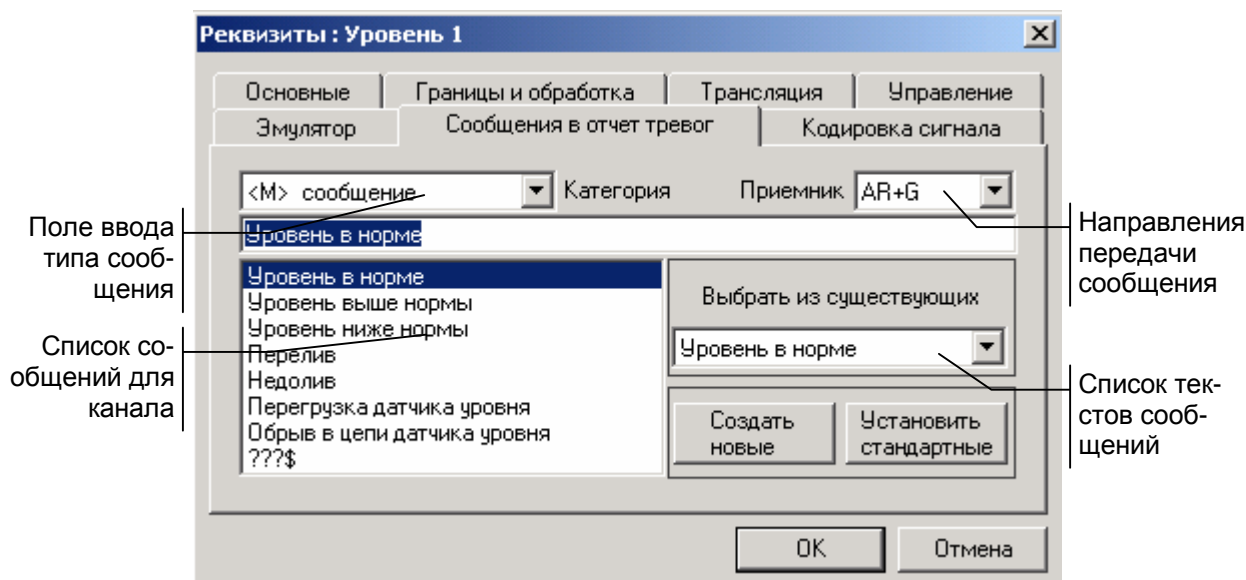 Реквизиты : Уровень 1
Основные Границы и обработка Трансляция Управление
Эмулятор Сообщения в отчет тревог Кодировка сигнала
<M> сообщение Категория Приемник AR+G
Уровень в норме
Уровень в норме
Уровень выше нормы
Уровень ниже нормы
Перелив
Недолив
Перегрузка датчика уровня
Обрыв в цепи датчика уровня
???$
Выбрать из существующих
Уровень в норме
Создать
новые
Установить
стандартные
OK Отмена
Поле ввода
типа сооб-
щения
Список со-
общений для
канала
Направления
передачи
сообщения
Список тек-
стов сооб-
щений